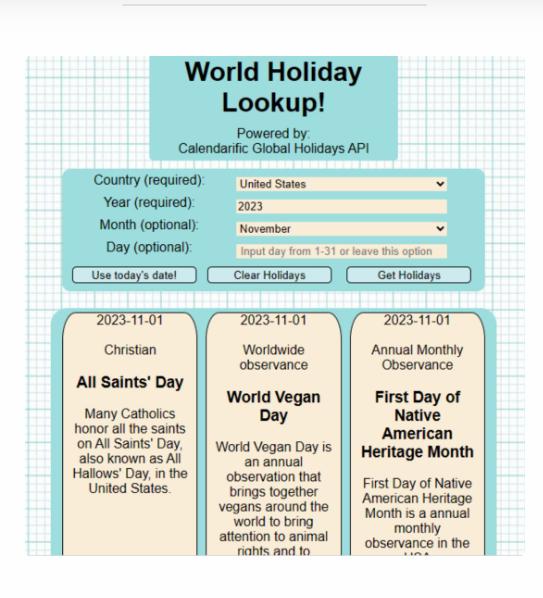 World Holiday
Lookup!
Powered by:
Calendarific Global Holidays API
Country (required):
United States
Year (required):
2023
Month (optional):
November
Day (optional):
Input day from 1-31 or leave this option
Use today's date!
Clear Holidays
Get Holidays
2023-11-01
Christian
All Saints' Day
Many Catholics
honor all the saints
on All Saints' Day,
also known as All
Hallows' Day, in the
United States.
2023-11-01
Worldwide
observance
World Vegan
Day
World Vegan Day is
an annual
observation that
brings together
vegans around the
world to bring
attention to animal
rights and to
2023-11-01
Annual Monthly
Observance
First Day of
Native
American
Heritage Month
First Day of Native
American Heritage
Month is a annual
monthly
observance in the
USA